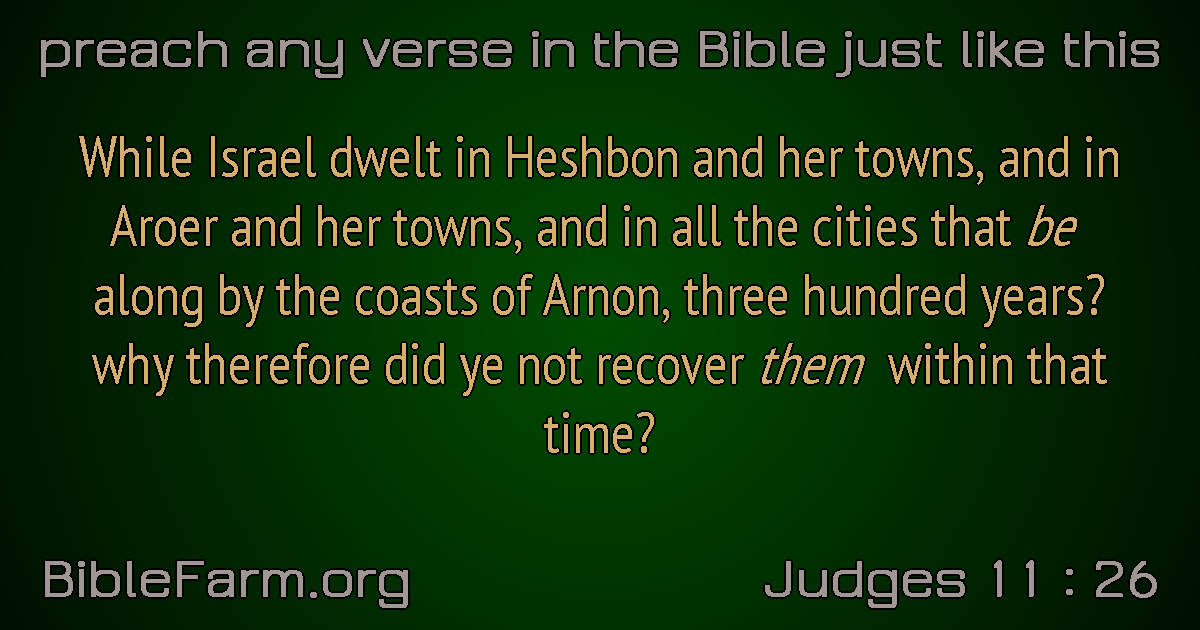 preach any verse in the Bible just like this
While Israel dwelt in Heshbon and her towns, and in
Aroer and her towns, and in all the cities that be
along by the coasts of Arnon, three hundred years?
why therefore did ye not recover them within that
time?
BibleFarm.org
Judges 11 : 26